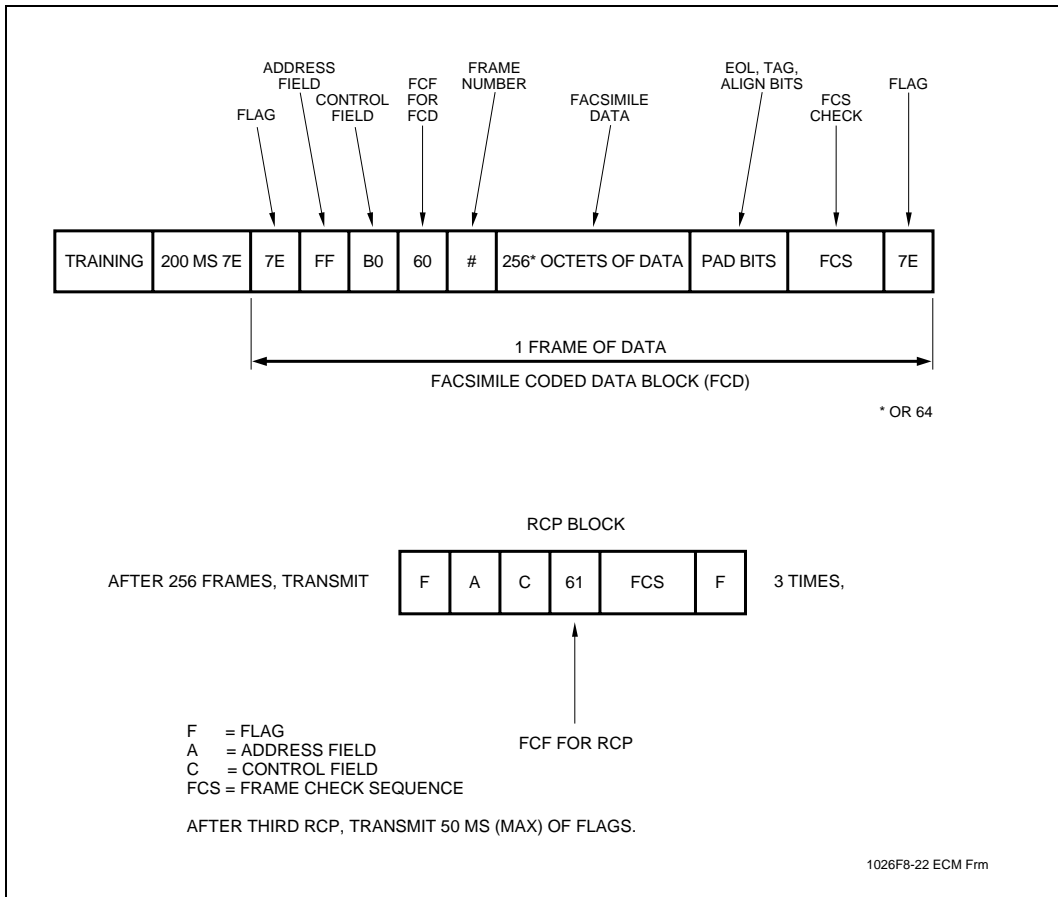 ADDRESS
FIELD
CONTROL
FIELD
FCF
FOR
FCD
FRAME
NUMBER
EOL, TAG,
ALIGN BITS
FLAG
FACSIMILE
DATA
FCS
CHECK
FLAG
TRAINING 200 MS 7E 7E FF B0 60 # 256* OCTETS OF DATA PAD BITS FCS 7E
1 FRAME OF DATA
FACSIMILE CODED DATA BLOCK (FCD)
* OR 64
RCP BLOCK
AFTER 256 FRAMES, TRANSMIT F A C 61 FCS F 3 TIMES,
FCF FOR RCP
F = FLAG
A = ADDRESS FIELD
C = CONTROL FIELD
FCS = FRAME CHECK SEQUENCE
AFTER THIRD RCP, TRANSMIT 50 MS (MAX) OF FLAGS.
1026F8-22 ECM Frm